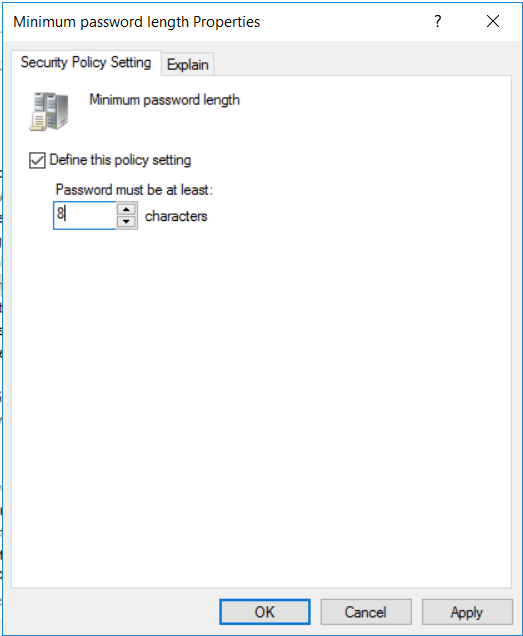 Minimum password length Properties
?
Security Policy Setting
Explain
Minimum password length
Define this policy setting
Password must be at least:
8
characters
OK
Cancel
Apply